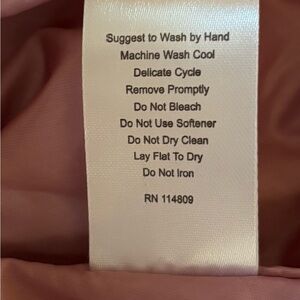 Suggest to Wash by Hand
Machine Wash Cool
Delicate Cycle
Remove Promptly
Do Not Bleach
Do Not Use Softener
Do Not Dry Clean
Lay Flat To Dry
Do Not Iron
RN 114809